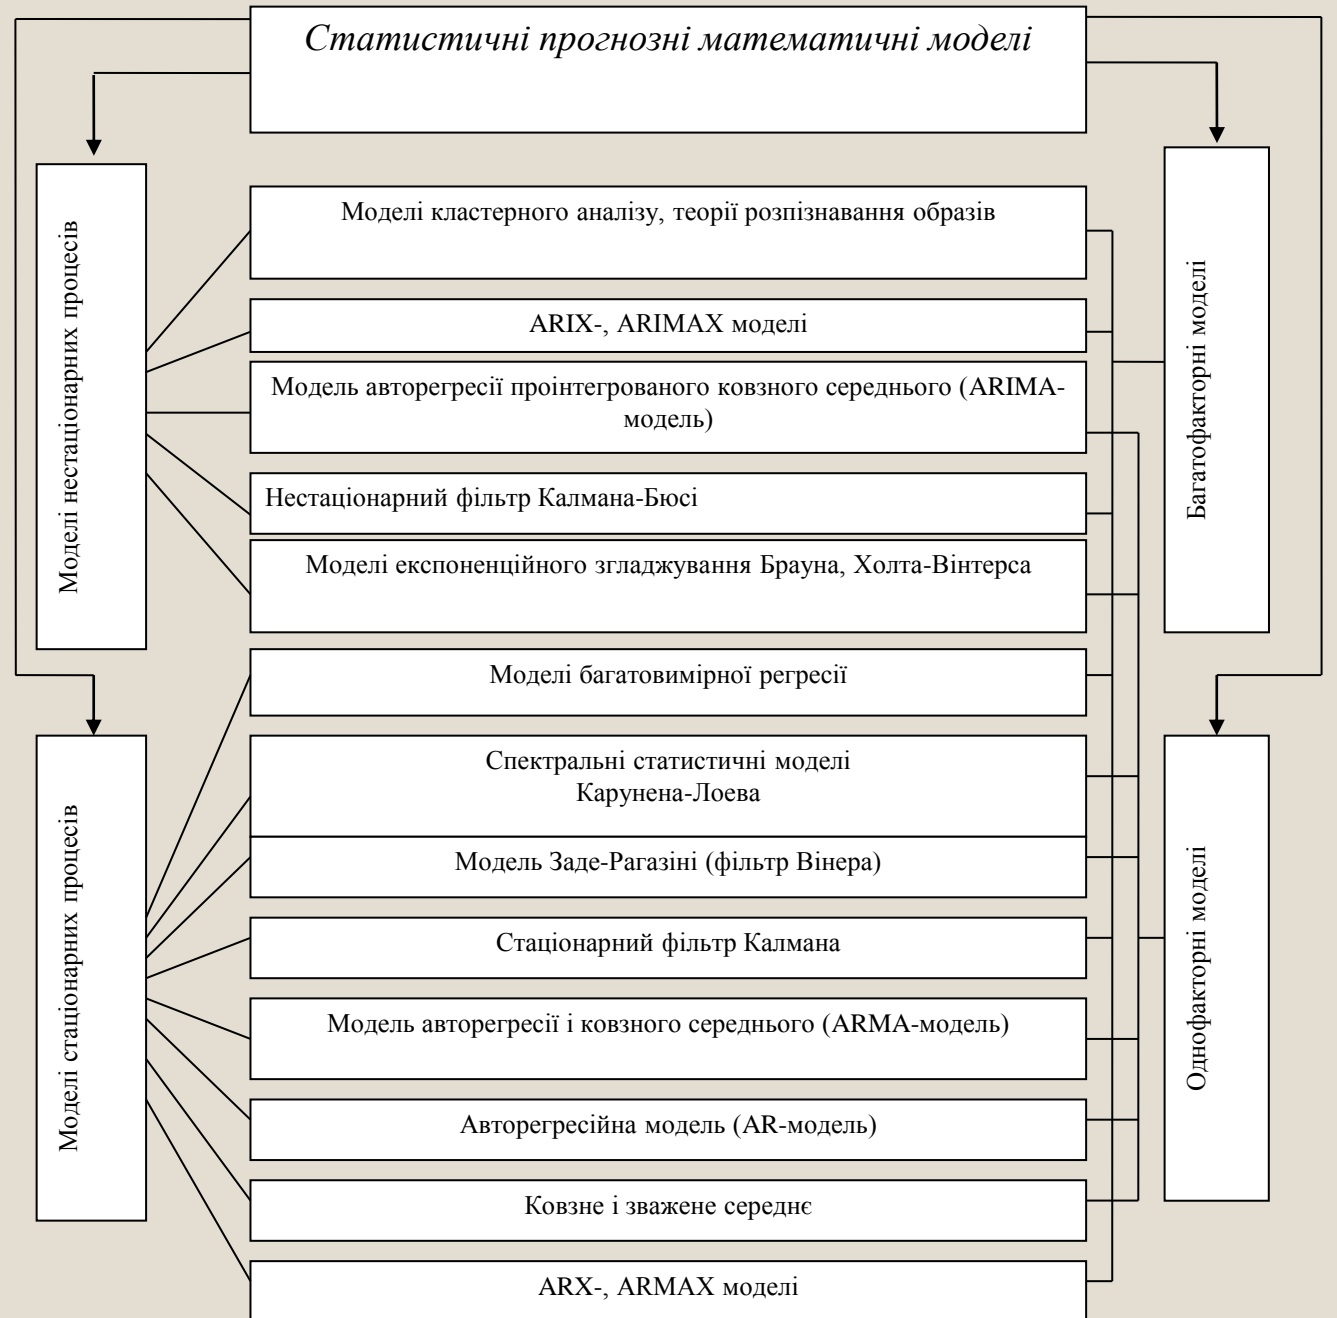 Статистичні прогнозні математичні моделі
Моделі нестаціонарних процесів
Багатофакторні моделі
Моделі кластерного аналізу, теорії розпізнавання образів
ARIX-, ARIMAX моделі
Модель авторегресії проінтегрованого ковзного середнього (ARIMA-
модель)
Нестаціонарний фільтр Калмана-Бюсі
Моделі експоненційного згладжування Брауна, Холта-Вінтерса
Моделі стаціонарних процесів
Однофакторні моделі
Моделі багатовимірної регресії
Спектральні статистичні моделі
Карунена-Лоева
Модель Заде-Рагазіні (фільтр Вінера)
Стаціонарний фільтр Калмана
Модель авторегресії і ковзного середнього (ARMA-модель)
Авторегресійна модель (AR-модель)
Ковзне і зважене середнє
ARX-, ARMAX моделі